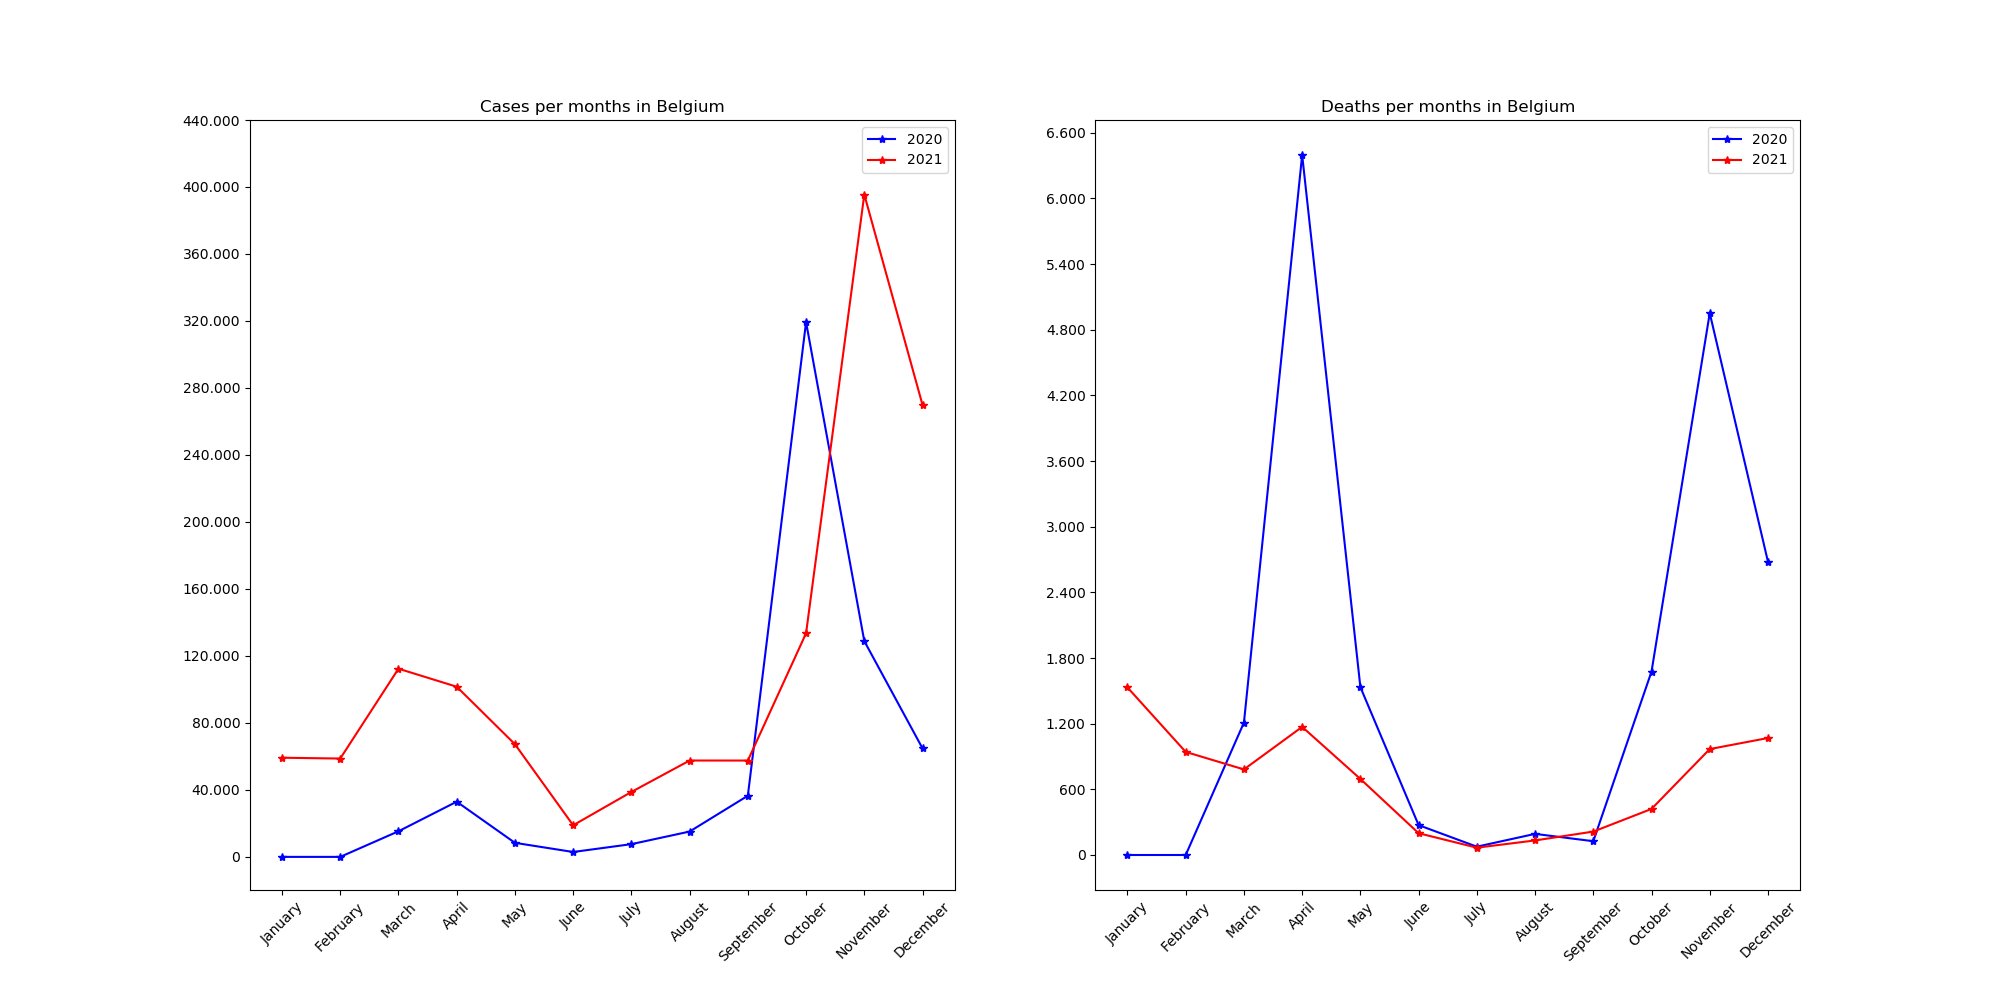 Cases per months in Belgium
440.000
400.000
360.000
320.000
280.000
240.000
200.000
160.000
120.000
80.000
40.000
0
2020
2021
January
February
March
April
May
June
July
August
September
October
November
December
Deaths per months in Belgium
6.600
6.000
5.400
4.800
4.200
3.600
3.000
2.400
1.800
1.200
600
0
2020
2021
January
February
March
April
May
June
July
August
September
October
November
December